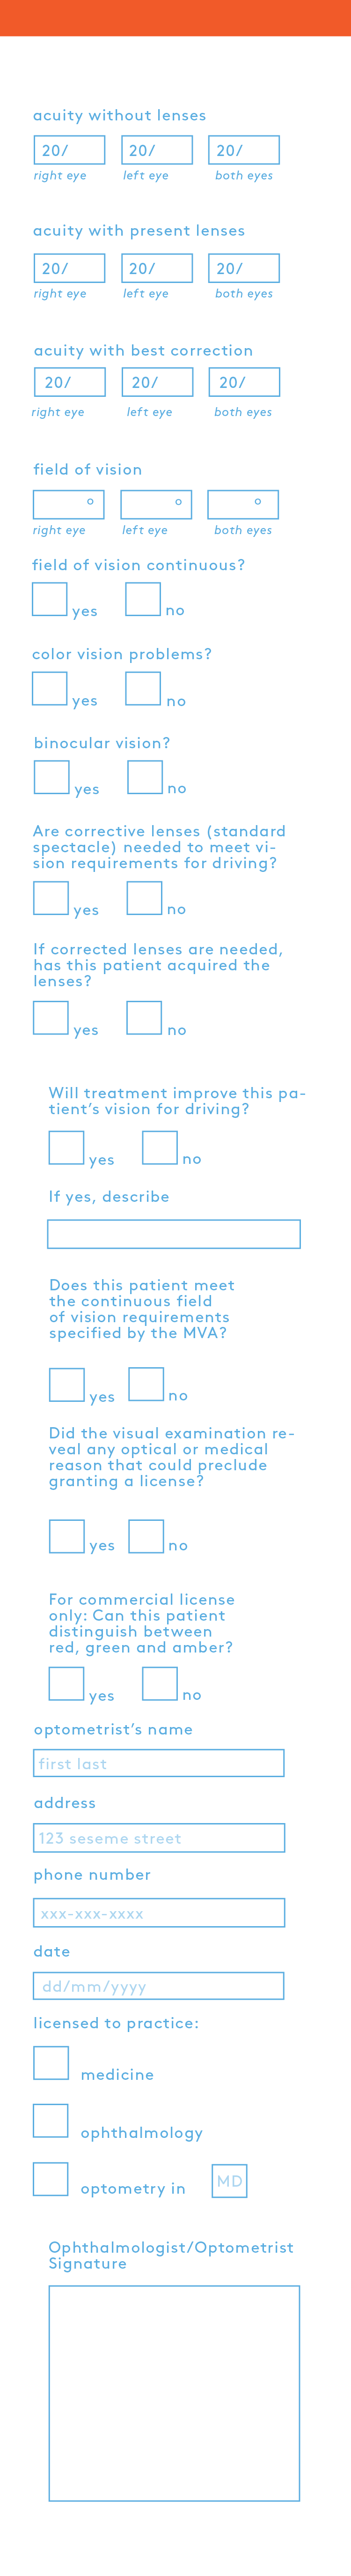 acuity without lenses
20/ 20/ 20/
right eye left eye both eyes
acuity with present lenses
20/ 20/ 20/
right eye left eye both eyes
acuity with best correction
20/ 20/ 20/
right eye left eye both eyes
field of vision
° ° °
right eye left eye both eyes
field of vision continuous?
yes no
color vision problems?
yes no
binocular vision?
yes no
Are corrective lenses (standard
spectacle) needed to meet vi-
sion requirements for driving?
yes no
If corrected lenses are needed,
has this patient acquired the
lenses?
yes no
Will treatment improve this pa-
tient's vision for driving?
yes no
If yes, describe
Does this patient meet
the continuous field
of vision requirements
specified by the MVA?
yes no
Did the visual examination re-
veal any optical or medical
reason that could preclude
granting a license?
yes no
For commercial license
only: Can this patient
distinguish between
red, green and amber?
yes no
optometrist's name
first last
address
123 seseme street
phone number
xxx-xxx-xxxx
date
dd/mm/yyyy
licensed to practice:
medicine
ophthalmology
optometry in MD
Ophthalmologist/Optometrist
Signature